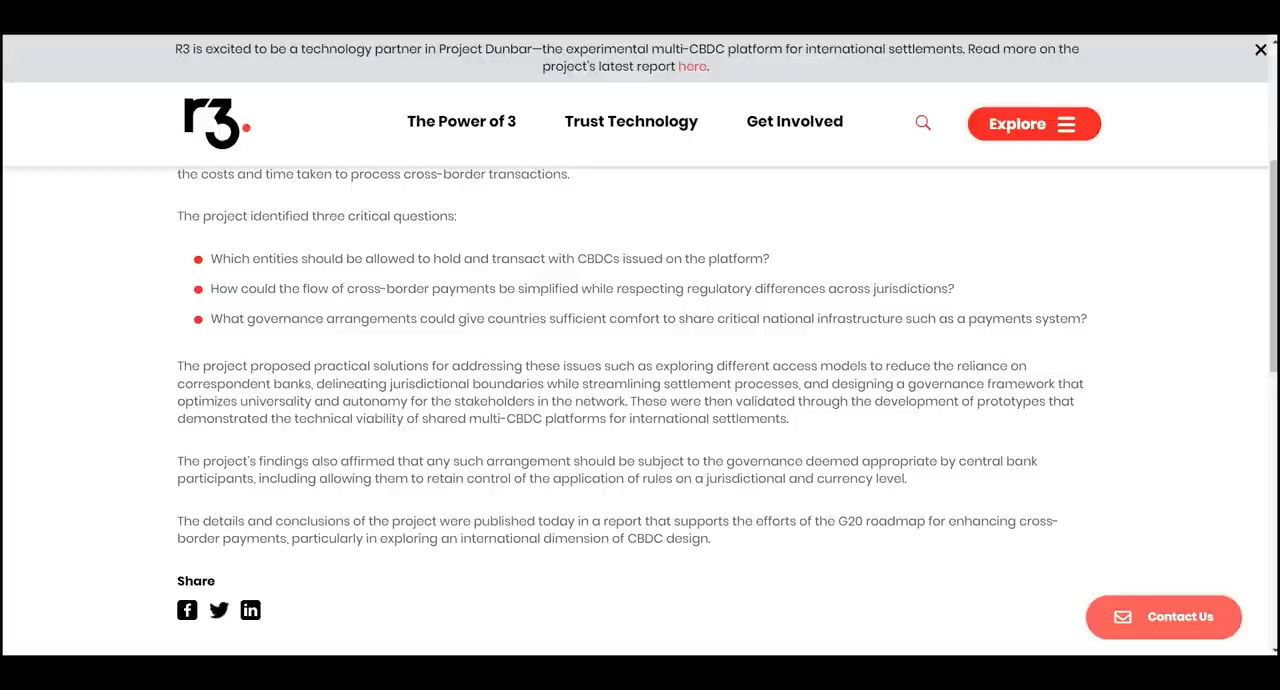 R3 is excited to be a technology partner in Project Dunbar—the experimental multi-CBDC platform for international settlements. Read more on the
project's latest report here.
r3.
The Power of 3
Trust Technology
Get Involved
Explore
the costs and time taken to process cross-border transactions.
The project identified three critical questions:
Which entities should be allowed to hold and transact with CBDCs issued on the platform?
How could the flow of cross-border payments be simplified while respecting regulatory differences across jurisdictions?
What governance arrangements could give countries sufficient comfort to share critical national infrastructure such as a payments system?
The project proposed practical solutions for addressing these issues such as exploring different access models to reduce the reliance on
correspondent banks, delineating jurisdictional boundaries while streamlining settlement processes, and designing a governance framework that
optimizes universality and autonomy for the stakeholders in the network. These were then validated through the development of prototypes that
demonstrated the technical viability of shared multi-CBDC platforms for international settlements.
The project's findings also affirmed that any such arrangement should be subject to the governance deemed appropriate by central bank
participants, including allowing them to retain control of the application of rules on a jurisdictional and currency level.
The details and conclusions of the project were published today in a report that supports the efforts of the G20 roadmap for enhancing cross-
border payments, particularly in exploring an international dimension of CBDC design.
Share
Contact Us